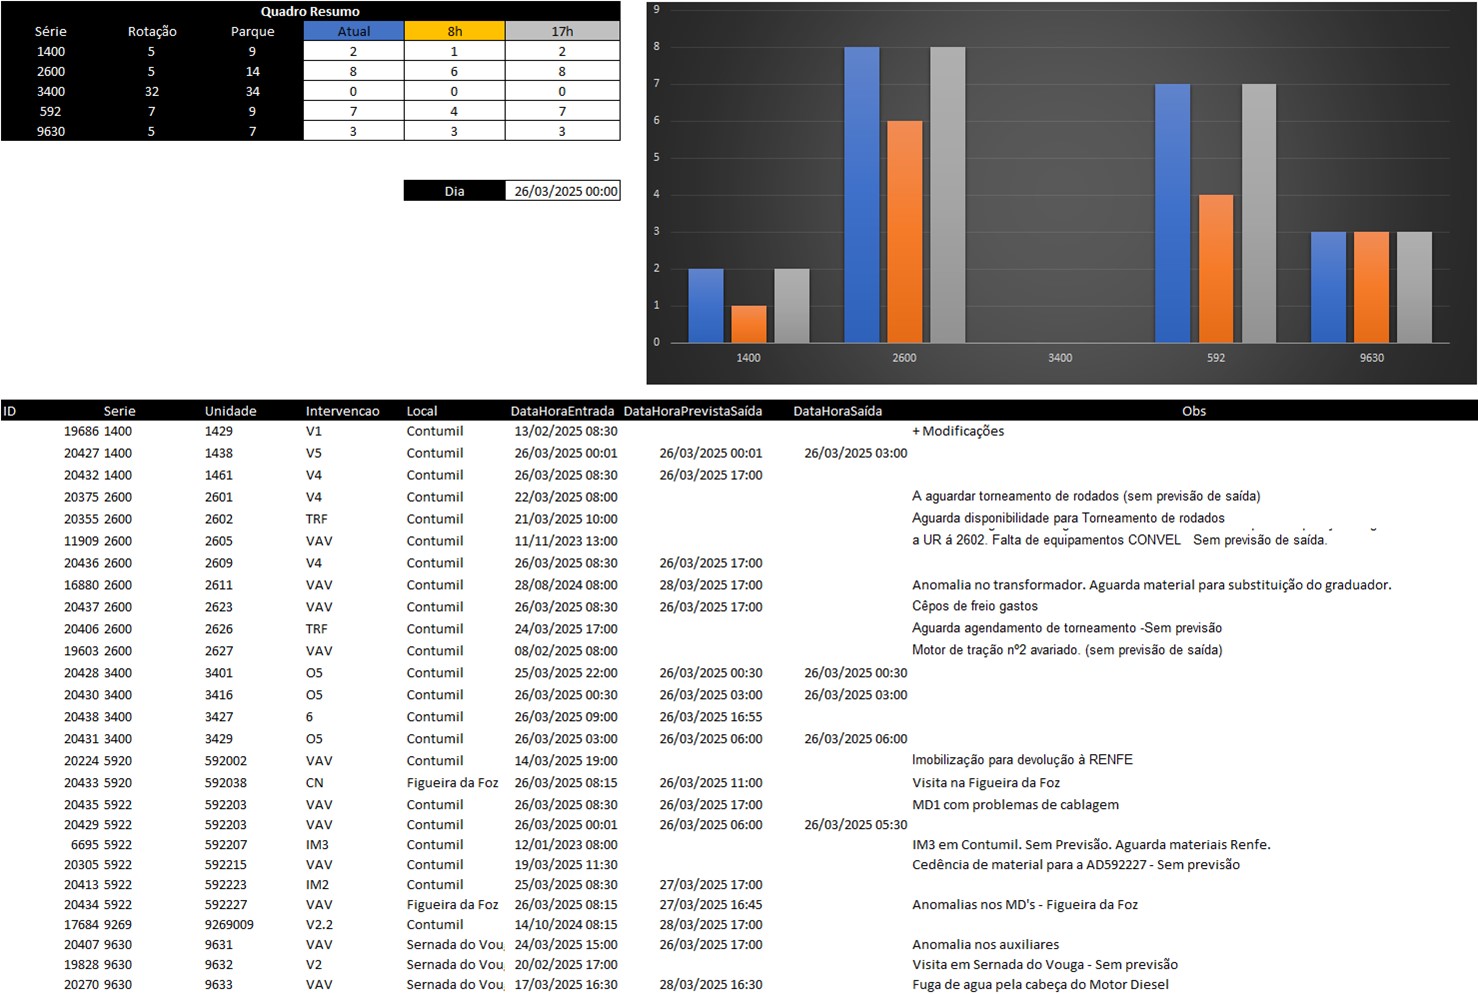 Quadro Resumo
Série Rotação Parque Atual 8h 17h
1400 5 9 2 1 2
2600 5 14 8 6 8
3400 32 34 0 0 0
592 7 9 7 4 7
9630 5 7 3 3 3
Dia 26/03/2025 00:00
9
8
7
6
5
4
3
2
1
0
1400 2600 3400 592 9630
ID Serie Unidade Intervencao Local DataHoraEntrada DataHoraPrevistaSaída DataHoraSaída Obs
19686 1400 1429 V1 Contumil 13/02/2025 08:30 + Modificações
20427 1400 1438 V5 Contumil 26/03/2025 00:01 26/03/2025 00:01 26/03/2025 03:00
20432 1400 1461 V4 Contumil 26/03/2025 08:30 26/03/2025 17:00
20375 2600 2601 V4 Contumil 22/03/2025 08:00 A aguardar torneamento de rodados (sem previsão de saída)
20355 2600 2602 TRF Contumil 21/03/2025 10:00 Aguarda disponibilidade para Torneamento de rodados
11909 2600 2605 VAV Contumil 11/11/2023 13:00 a UR á 2602. Falta de equipamentos CONVEL Sem previsão de saída.
20436 2600 2609 V4 Contumil 26/03/2025 08:30 26/03/2025 17:00
16880 2600 2611 VAV Contumil 28/08/2024 08:00 28/03/2025 17:00 Anomalia no transformador. Aguarda material para substituição do graduador.
20437 2600 2623 VAV Contumil 26/03/2025 08:30 26/03/2025 17:00 Cêpos de freio gastos
20406 2600 2626 TRF Contumil 24/03/2025 17:00 Aguarda agendamento de torneamento -Sem previsão
19603 2600 2627 VAV Contumil 08/02/2025 08:00 Motor de tração nº2 avariado. (sem previsão de saída)
20428 3400 3401 O5 Contumil 25/03/2025 22:00 26/03/2025 00:30 26/03/2025 00:30
20430 3400 3416 O5 Contumil 26/03/2025 00:30 26/03/2025 03:00 26/03/2025 03:00
20438 3400 3427 6 Contumil 26/03/2025 09:00 26/03/2025 16:55
20431 3400 3429 O5 Contumil 26/03/2025 03:00 26/03/2025 06:00 26/03/2025 06:00
20224 5920 592002 VAV Contumil 14/03/2025 19:00 Imobilização para devolução à RENFE
20433 5920 592038 CN Figueira da Foz 26/03/2025 08:15 26/03/2025 11:00 Visita na Figueira da Foz
20435 5922 592203 VAV Contumil 26/03/2025 08:30 26/03/2025 17:00 MD1 com problemas de cablagem
20429 5922 592203 VAV Contumil 26/03/2025 00:01 26/03/2025 06:00 26/03/2025 05:30
6695 5922 592207 IM3 Contumil 12/01/2023 08:00 IM3 em Contumil. Sem Previsão. Aguarda materiais Renfe.
20305 5922 592215 VAV Contumil 19/03/2025 11:30 Cedência de material para a AD592227 - Sem previsão
20413 5922 592223 IM2 Contumil 25/03/2025 08:30 27/03/2025 17:00
20434 5922 592227 VAV Figueira da Foz 26/03/2025 08:15 27/03/2025 16:45 Anomalias nos MD's - Figueira da Foz
17684 9269 9269009 V2.2 Contumil 14/10/2024 08:15 28/03/2025 17:00
20407 9630 9631 VAV Sernada do Vou 24/03/2025 15:00 26/03/2025 17:00 Anomalia nos auxiliares
19828 9630 9632 V2 Sernada do Vou 20/02/2025 17:00 Visita em Sernada do Vouga - Sem previsão
20270 9630 9633 VAV Sernada do Vou 17/03/2025 16:30 28/03/2025 16:30 Fuga de agua pela cabeça do Motor Diesel